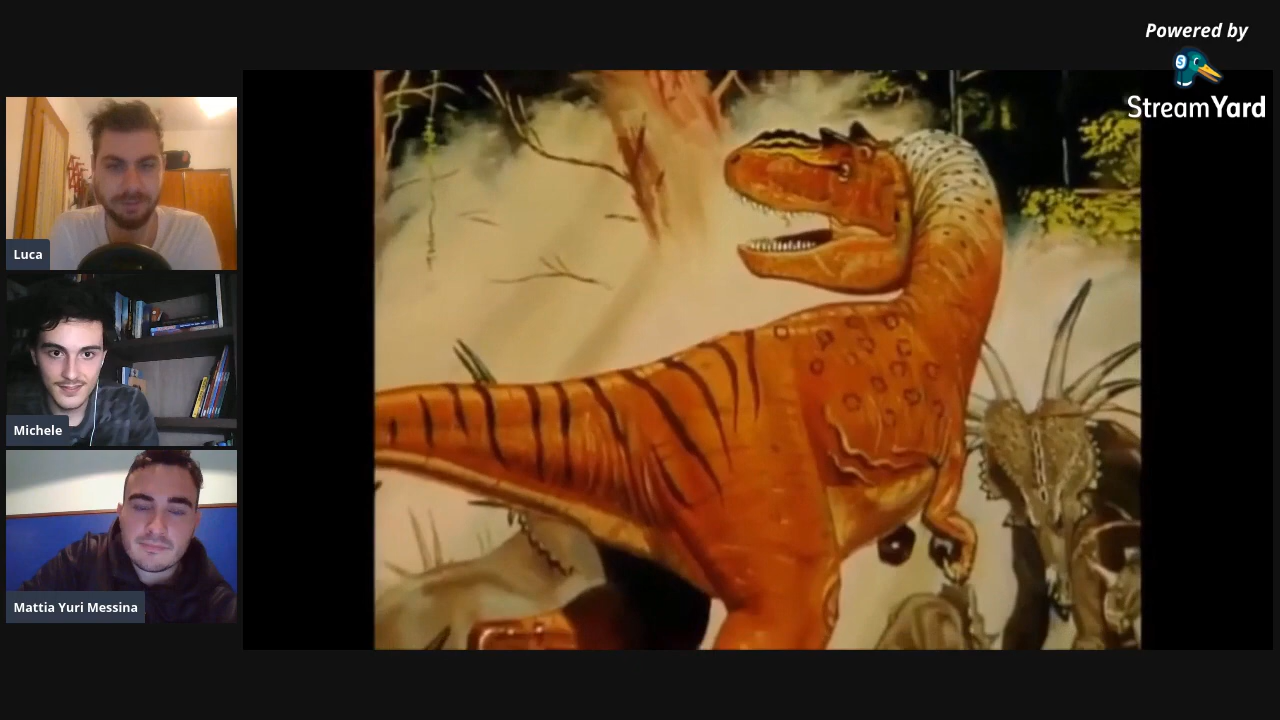 Powered by
StreamYard
Luca
Michele
Mattia Yuri Messina